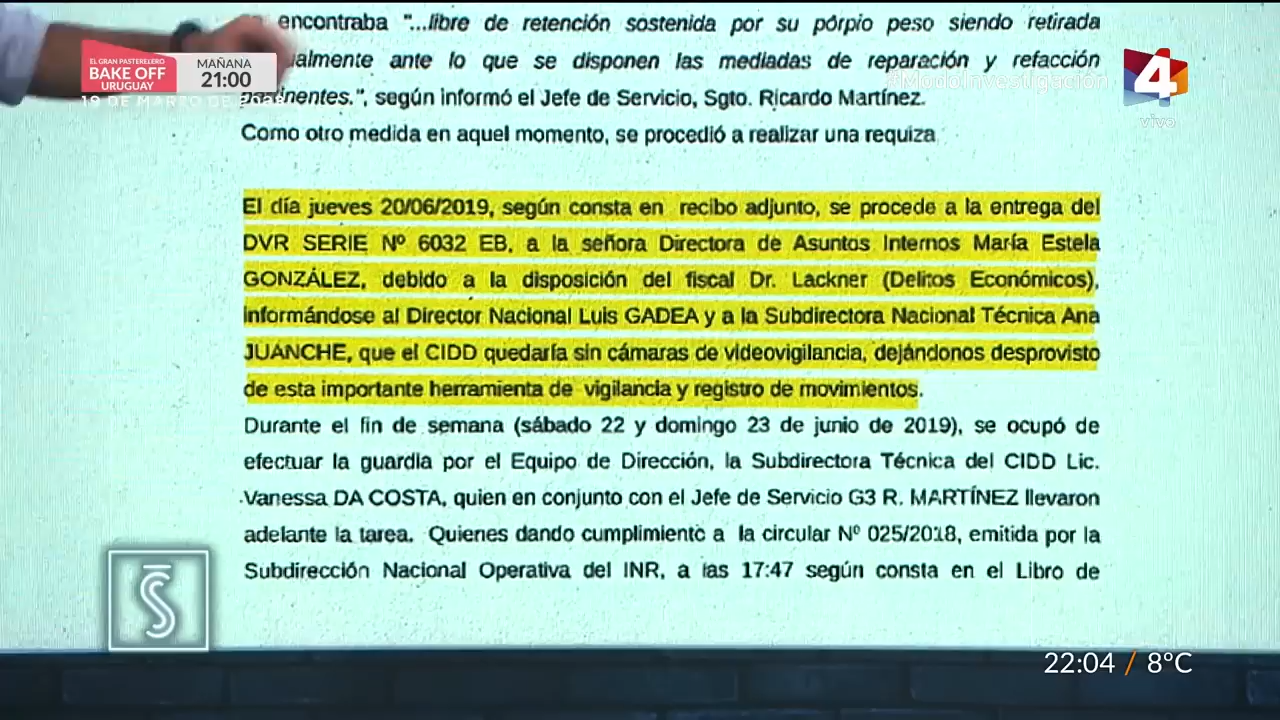 encontraba "...libre de retención sostenida por su pórpio peso siendo retirada
ualmente ante lo que se disponen las mediadas de reparación y refacción
pertinentes.", según informó el Jefe de Servicio, Sgto. Ricardo Martínez.
Como otro medida en aquel momento, se procedió a realizar una requiza
El día jueves 20/06/2019, según consta en recibo adjunto, se procede a la entrega del
DVR SERIE Nº 6032 EB, a la señora Directora de Asuntos Internos María Estela
GONZÁLEZ, debido a la disposición del fiscal Dr. Lackner (Delitos Económicos),
informándose al Director Nacional Luis GADEA y a la Subdirectora Nacional Técnica Ana
JUANCHE, que el CIDD quedaría sin cámaras de videovigilancia, dejándonos desprovisto
de esta importante herramienta de vigilancia y registro de movimientos.
Durante el fin de semana (sábado 22 y domingo 23 de junio de 2019), se ocupó de
efectuar la guardia por el Equipo de Dirección, la Subdirectora Técnica del CIDD Lic.
Vanessa DA COSTA, quien en conjunto con el Jefe de Servicio G3 R. MARTÍNEZ llevaron
adelante la tarea. Quienes dando cumplimiento a la circular Nº 025/2018, emitida por la
Subdirección Nacional Operativa del INR, a las 17:47 según consta en el Libro de
EL GRAN PASTERELERO
BAKE OFF
URUGUAY
MAÑANA
21:00
19 DE MARZO DE
#ModoInvestigación
4
vivo
S
22:04 / 8°C